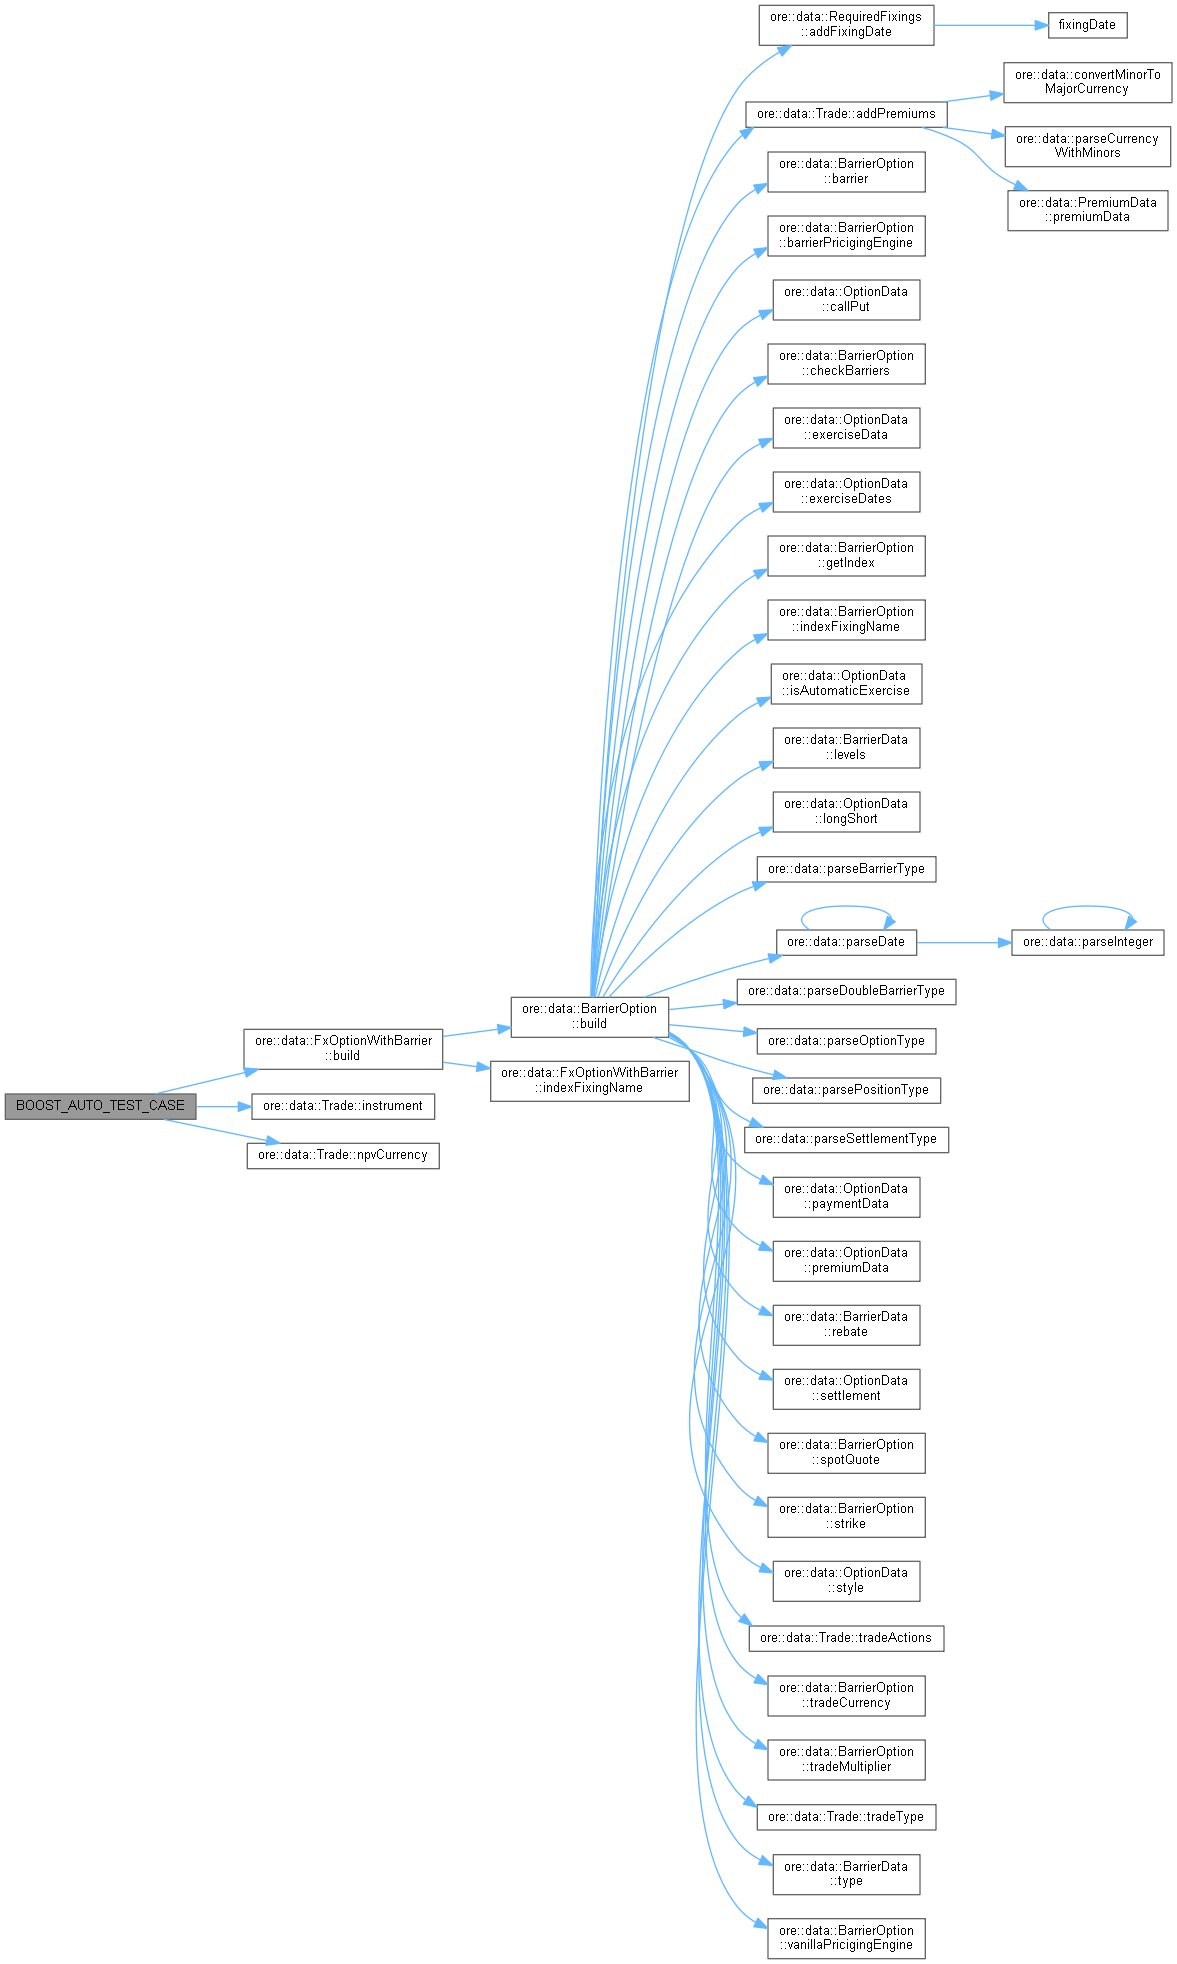 BOOST_AUTO_TEST_CASE
ore::data::FxOptionWithBarrier
::build
ore::data::Trade::instrument
ore::data::Trade::npvCurrency
ore::data::BarrierOption
::build
ore::data::FxOptionWithBarrier
::indexFixingName
ore::data::RequiredFixings
::addFixingDate
ore::data::Trade::addPremiums
ore::data::BarrierOption
::barrier
ore::data::BarrierOption
::barrierPricigingEngine
ore::data::OptionData
::callPut
ore::data::BarrierOption
::checkBarriers
ore::data::OptionData
::exerciseData
ore::data::OptionData
::exerciseDates
ore::data::BarrierOption
::getIndex
ore::data::BarrierOption
::indexFixingName
ore::data::OptionData
::isAutomaticExercise
ore::data::BarrierData
::levels
ore::data::OptionData
::longShort
ore::data::parseBarrierType
ore::data::parseDate
ore::data::parseDoubleBarrierType
ore::data::parseOptionType
ore::data::parsePositionType
ore::data::parseSettlementType
ore::data::OptionData
::paymentData
ore::data::OptionData
::premiumData
ore::data::BarrierData
::rebate
ore::data::OptionData
::settlement
ore::data::BarrierOption
::spotQuote
ore::data::BarrierOption
::strike
ore::data::OptionData
::style
ore::data::Trade::tradeActions
ore::data::BarrierOption
::tradeCurrency
ore::data::BarrierOption
::tradeMultiplier
ore::data::Trade::tradeType
ore::data::BarrierData
::type
ore::data::BarrierOption
::vanillaPricigingEngine
fixingDate
ore::data::convertMinorTo
MajorCurrency
ore::data::parseCurrency
WithMinors
ore::data::PremiumData
::premiumData
ore::data::parseInteger